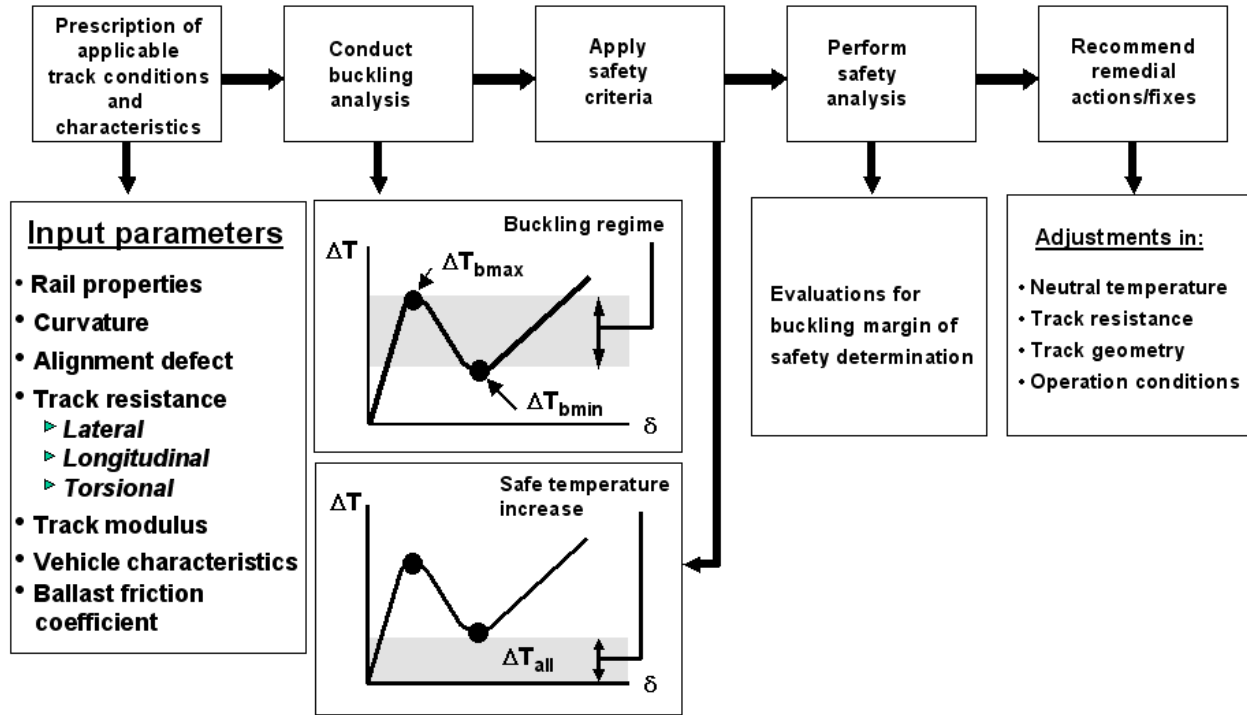 Prescription of
applicable
track conditions
and
characteristics
Conduct
buckling
analysis
Apply
safety
criteria
Perform
safety
analysis
Recommend
remedial
actions/fixes
Input parameters
• Rail properties
• Curvature
• Alignment defect
• Track resistance
Lateral
Longitudinal
Torsional
• Track modulus
• Vehicle characteristics
• Ballast friction
coefficient
Buckling regime
ΔT
ΔTbmax
ΔTbmin
δ
Safe temperature
increase
ΔT
ΔTall
δ
Evaluations for
buckling margin of
safety determination
Adjustments in:
• Neutral temperature
• Track resistance
• Track geometry
• Operation conditions